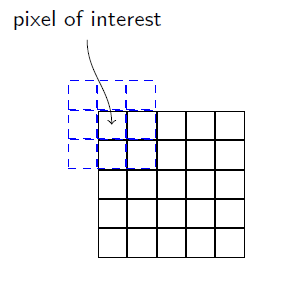 pixel of interest